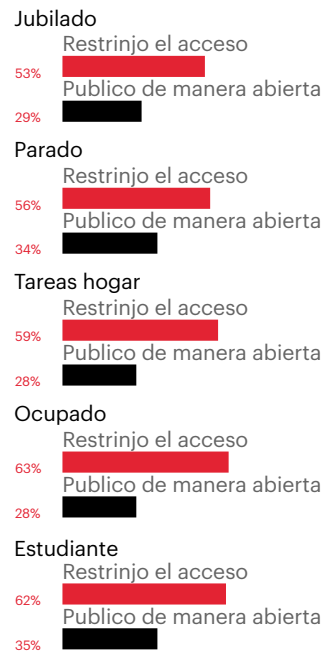 Jubilado
Restrinjo el acceso
53%
Publico de manera abierta
29%
Parado
Restrinjo el acceso
56%
Publico de manera abierta
34%
Tareas hogar
Restrinjo el acceso
59%
Publico de manera abierta
28%
Ocupado
Restrinjo el acceso
63%
Publico de manera abierta
28%
Estudiante
Restrinjo el acceso
62%
Publico de manera abierta
35%